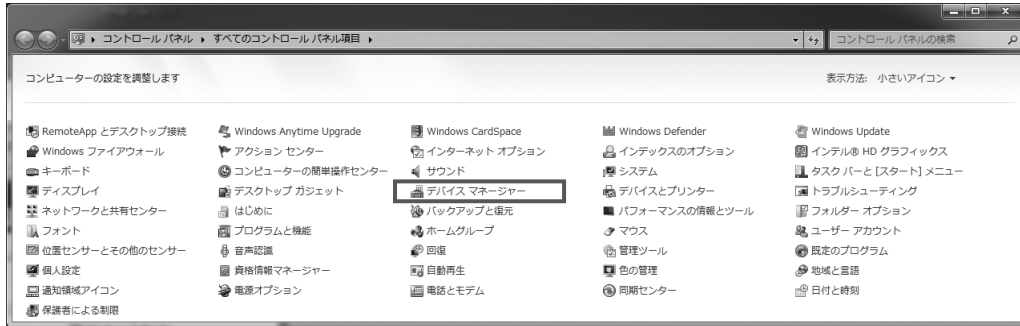 コントロール パネル ▸ すべてのコントロール パネル項目 ▸ コントロール パネルの検索
コンピューターの設定を調整します 表示方法: 小さいアイコン
RemoteApp とデスクトップ接続 Windows Anytime Upgrade Windows CardSpace Windows Defender Windows Update
Windows ファイアウォール アクション センター インターネット オプション インデックスのオプション インテル® HD グラフィックス
キーボード コンピューターの簡単操作センター サウンド システム タスク バーと [スタート] メニュー
ディスプレイ デスクトップ ガジェット デバイス マネージャー デバイスとプリンター トラブルシューティング
ネットワークと共有センター はじめに バックアップと復元 パフォーマンスの情報とツール フォルダー オプション
フォント プログラムと機能 ホームグループ マウス ユーザー アカウント
位置センサーとその他のセンサー 音声認識 回復 管理ツール 既定のプログラム
個人設定 資格情報マネージャー 自動再生 色の管理 地域と言語
通知領域アイコン 電源オプション 電話とモデム 同期センター 日付と時刻
保護者による制限